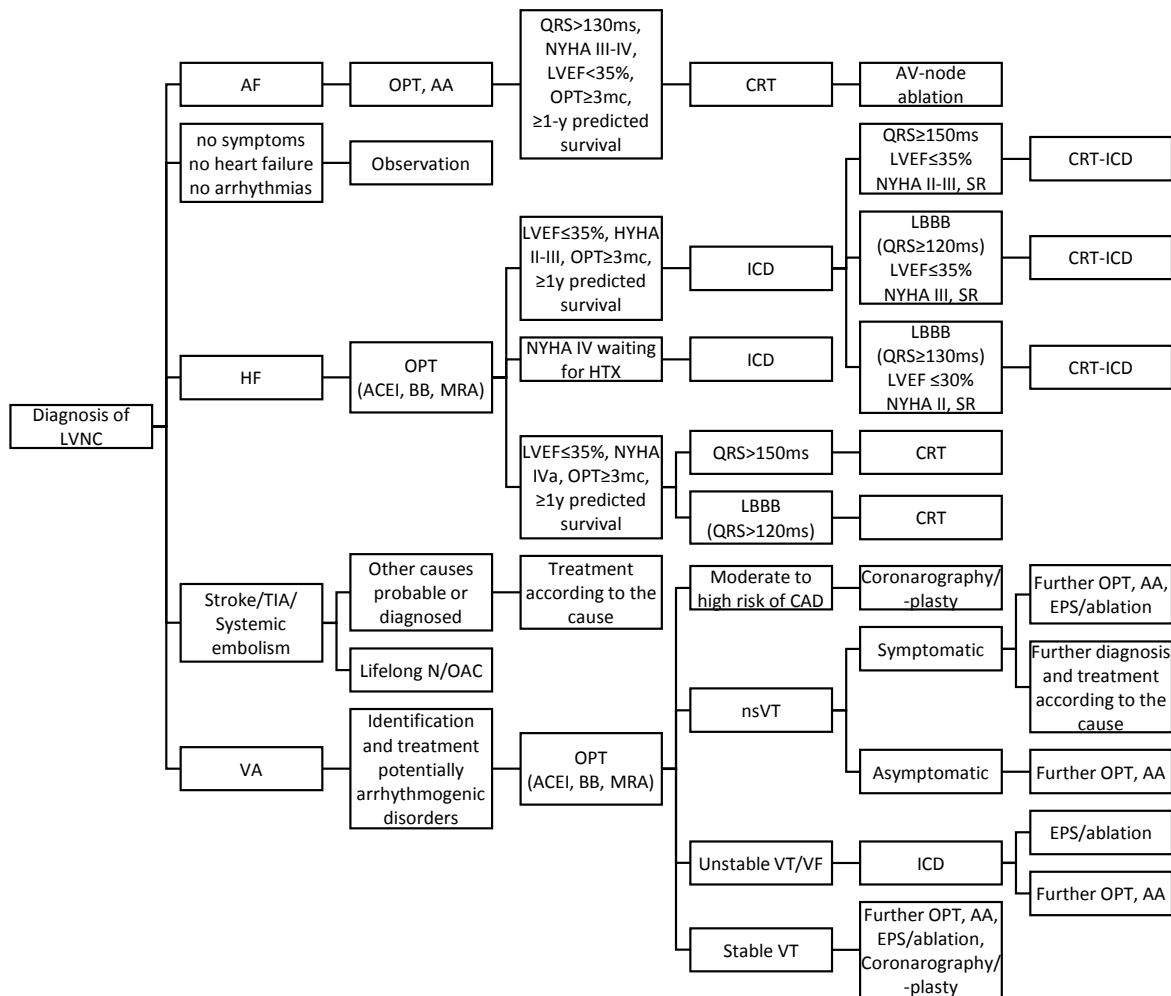 Diagnosis of
LVNC
AF
OPT, AA
QRS>130ms,
NYHA III-IV,
LVEF<35%,
OPT≥3mc,
≥1-y predicted
survival
CRT
AV-node
ablation
no symptoms
no heart failure
no arrhythmias
Observation
HF
OPT
(ACEI, BB, MRA)
LVEF≤35%, HYHA
II-III, OPT≥3mc,
≥1y predicted
survival
ICD
QRS≥150ms
LVEF≤35%
NYHA II-III, SR
CRT-ICD
LBBB
(QRS≥120ms)
LVEF≤35%
NYHA III, SR
CRT-ICD
LBBB
(QRS≥130ms)
LVEF ≤30%
NYHA II, SR
CRT-ICD
NYHA IV waiting
for HTX
ICD
LVEF≤35%, NYHA
IVa, OPT≥3mc,
≥1y predicted
survival
QRS>150ms
CRT
LBBB
(QRS>120ms)
CRT
Stroke/TIA/
Systemic
embolism
Other causes
probable or
diagnosed
Treatment
according to the
cause
Lifelong N/OAC
VA
Identification
and treatment
potentially
arrhythmogenic
disorders
OPT
(ACEI, BB, MRA)
Moderate to
high risk of CAD
Coronarography/
-plasty
nsVT
Symptomatic
Further OPT, AA,
EPS/ablation
Further diagnosis
and treatment
according to the
cause
Asymptomatic
Further OPT, AA
Unstable VT/VF
ICD
EPS/ablation
Further OPT, AA
Stable VT
Further OPT, AA,
EPS/ablation,
Coronarography/
-plasty